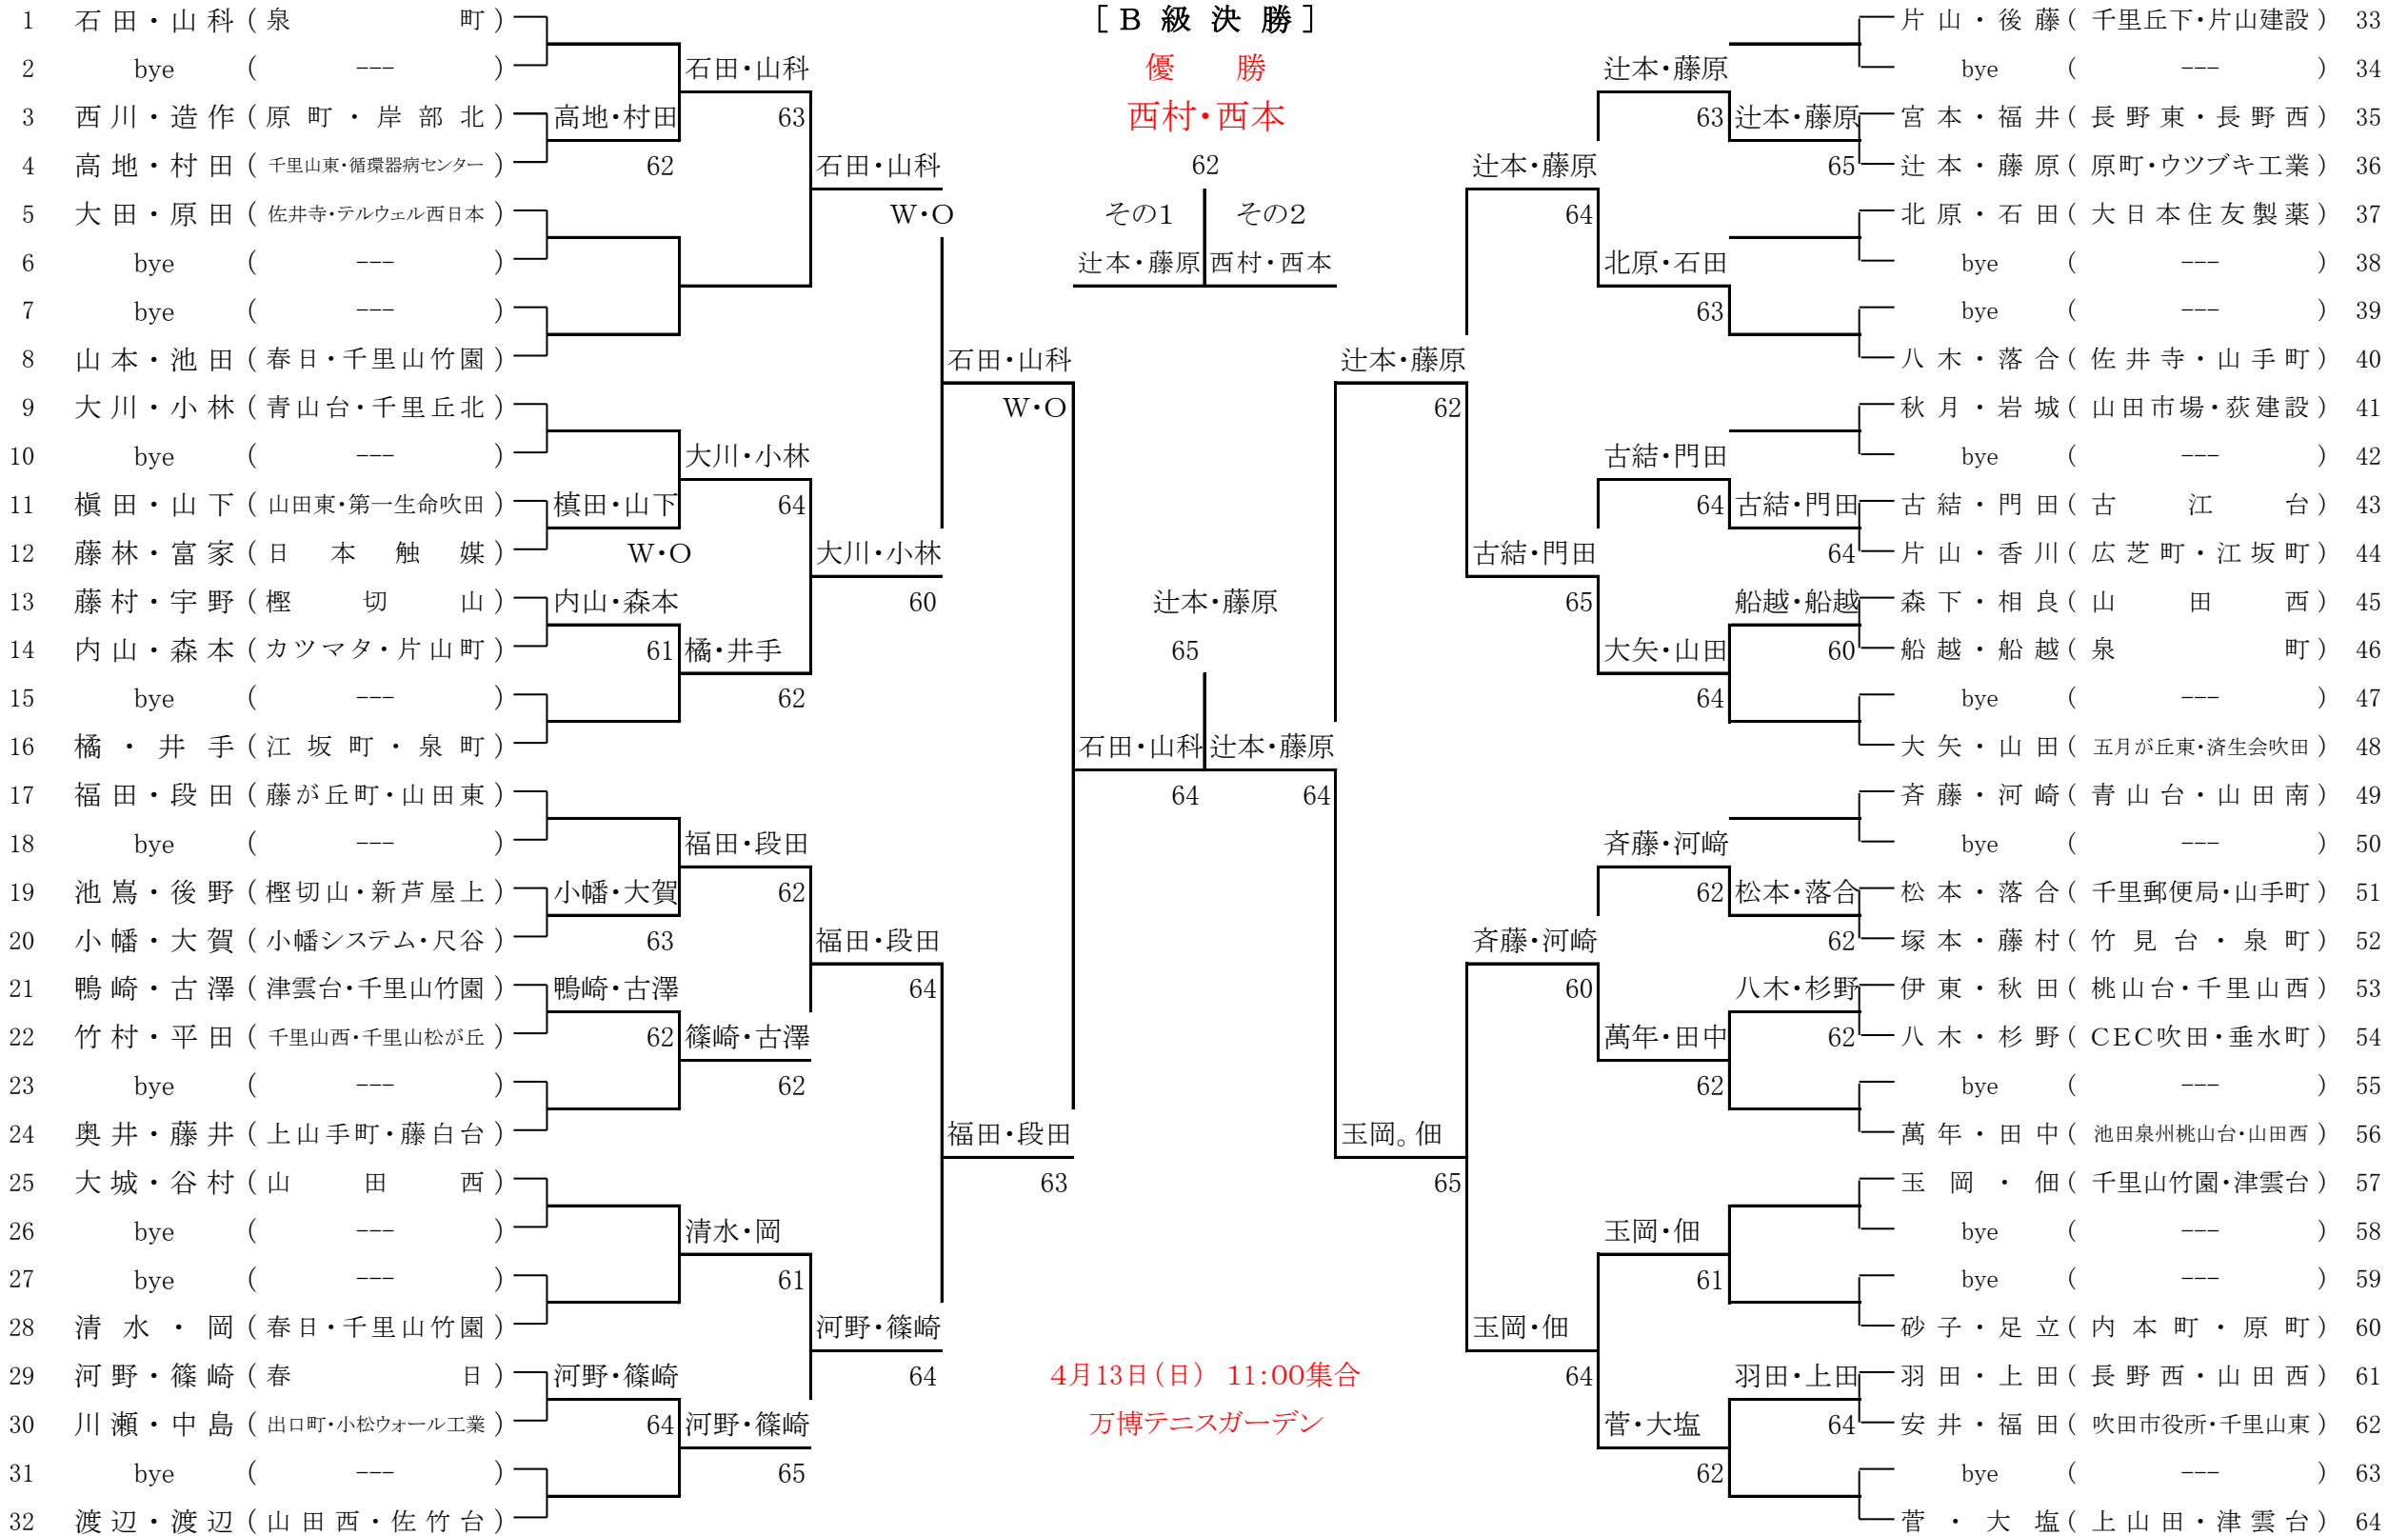 ［Ｂ 級 決 勝］
優　勝
西村・西本
62
その1　その2
辻本・藤原　西村・西本
1 石田・山科（泉町）
2 bye（---）
3 西川・造作（原町・岸部北）
4 高地・村田（千里山東・循環器病センター）
5 大田・原田（佐井寺・テルウェル西日本）
6 bye（---）
7 bye（---）
8 山本・池田（春日・千里山竹園）
9 大川・小林（青山台・千里丘北）
10 bye（---）
11 槇田・山下（山田東・第一生命吹田）
12 藤林・富家（日本触媒）
13 藤村・宇野（樫切山）
14 内山・森本（カツマタ・片山町）
15 bye（---）
16 橘・井手（江坂町・泉町）
17 福田・段田（藤が丘町・山田東）
18 bye（---）
19 池嶌・後野（樫切山・新芦屋上）
20 小幡・大賀（小幡システム・尺谷）
21 鴨崎・古澤（津雲台・千里山竹園）
22 竹村・平田（千里山西・千里山松が丘）
23 bye（---）
24 奥井・藤井（上山手町・藤白台）
25 大城・谷村（山田西）
26 bye（---）
27 bye（---）
28 清水・岡（春日・千里山竹園）
29 河野・篠崎（春日）
30 川瀬・中島（出口町・小松ウォール工業）
31 bye（---）
32 渡辺・渡辺（山田西・佐竹台）
高地・村田
62
槙田・山下
W・O
内山・森本
61
小幡・大賀
63
鴨崎・古澤
62
河野・篠崎
64
石田・山科
63
大川・小林
64
橘・井手
62
福田・段田
62
篠崎・古澤
62
清水・岡
61
河野・篠崎
65
石田・山科
W・O
大川・小林
60
福田・段田
64
河野・篠崎
64
石田・山科
W・O
福田・段田
63
辻本・藤原
65
石田・山科　辻本・藤原
64　64
4月13日（日） 11:00集合
万博テニスガーデン
辻本・藤原
62
玉岡。佃
65
辻本・藤原
64
古結・門田
65
斉藤・河崎
60
玉岡・佃
64
辻本・藤原
63
北原・石田
63
古結・門田
64
大矢・山田
64
斉藤・河﨑
62
萬年・田中
62
玉岡・佃
61
菅・大塩
62
辻本・藤原
65
古結・門田
64
船越・船越
60
松本・落合
62
八木・杉野
62
羽田・上田
64
片山・後藤（千里丘下・片山建設） 33
bye（---） 34
宮本・福井（長野東・長野西） 35
辻本・藤原（原町・ウツブキ工業） 36
北原・石田（大日本住友製薬） 37
bye（---） 38
bye（---） 39
八木・落合（佐井寺・山手町） 40
秋月・岩城（山田市場・荻建設） 41
bye（---） 42
古結・門田（古江台） 43
片山・香川（広芝町・江坂町） 44
森下・相良（山田西） 45
船越・船越（泉町） 46
bye（---） 47
大矢・山田（五月が丘東・済生会吹田） 48
斉藤・河崎（青山台・山田南） 49
bye（---） 50
松本・落合（千里郵便局・山手町） 51
塚本・藤村（竹見台・泉町） 52
伊東・秋田（桃山台・千里山西） 53
八木・杉野（CEC吹田・垂水町） 54
bye（---） 55
萬年・田中（池田泉州桃山台・山田西） 56
玉岡・佃（千里山竹園・津雲台） 57
bye（---） 58
bye（---） 59
砂子・足立（内本町・原町） 60
羽田・上田（長野西・山田西） 61
安井・福田（吹田市役所・千里山東） 62
bye（---） 63
菅・大塩（上山田・津雲台） 64